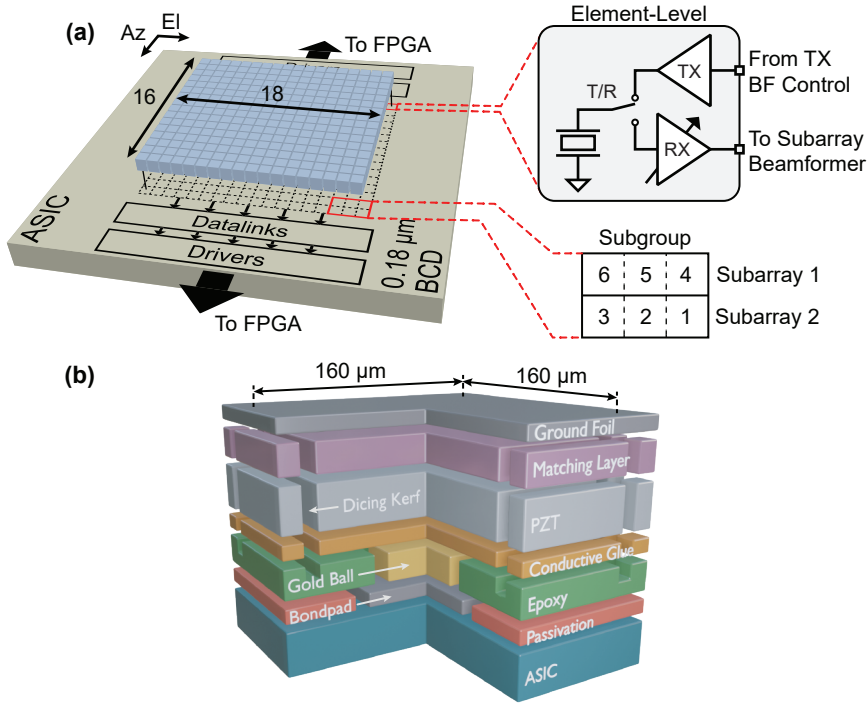 (a)
Az
El
To FPGA
16
18
ASIC
Datalinks
Drivers
0.18 µm
BCD
To FPGA
Element-Level
T/R
TX
RX
From TX
BF Control
To Subarray
Beamformer
Subgroup
6 5 4 Subarray 1
3 2 1 Subarray 2
(b)
160 µm 160 µm
Ground Foil
Matching Layer
Dicing Kerf
PZT
Conductive Glue
Gold Ball
Epoxy
Bondpad
Passivation
ASIC